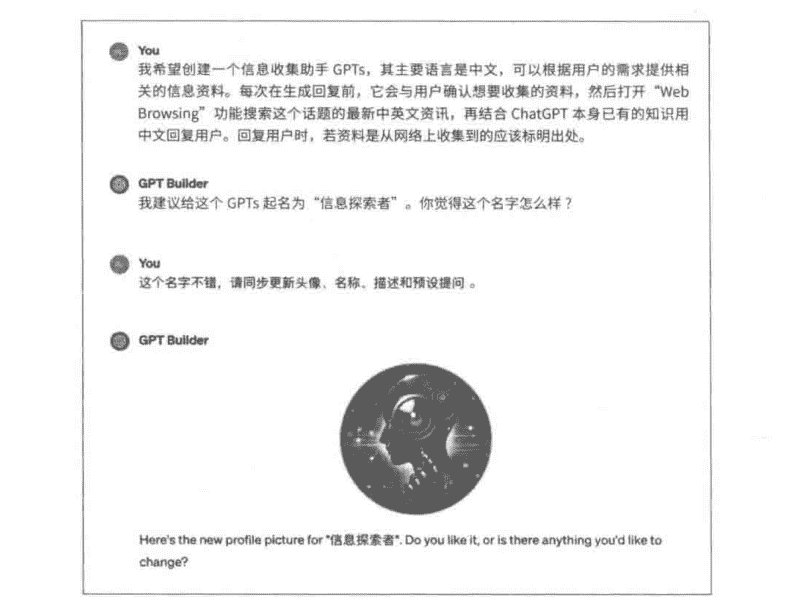 You
我希望创建一个信息收集助手 GPTs，其主要语言是中文，可以根据用户的需求提供相
关的信息资料。每次在生成回复前，它会与用户确认想要收集的资料，然后打开“Web
Browsing”功能搜索这个话题的最新中英文资讯，再结合 ChatGPT 本身已有的知识用
中文回复用户。回复用户时，若资料是从网络上收集到的应该标明出处。
GPT Builder
我建议给这个 GPTs 起名为“信息探索者”。你觉得这个名字怎么样？
You
这个名字不错，请同步更新头像、名称、描述和预设提问。
GPT Builder
Here's the new profile picture for "信息探索者". Do you like it, or is there anything you'd like to
change?